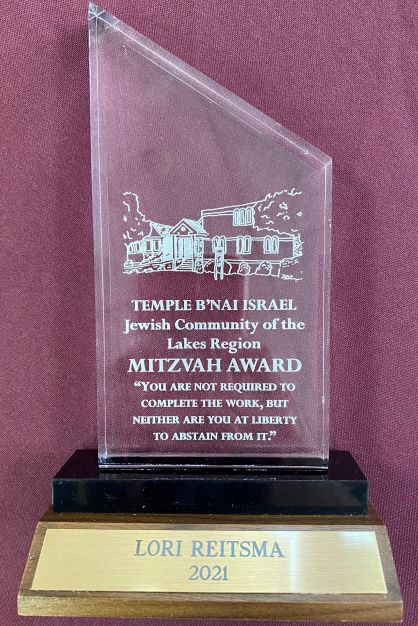 TEMPLE B'NAI ISRAEL
Jewish Community of the
Lakes Region
MITZVAH AWARD
"YOU ARE NOT REQUIRED TO
COMPLETE THE WORK, BUT
NEITHER ARE YOU AT LIBERTY
TO ABSTAIN FROM IT."
LORI REITSMA
2021